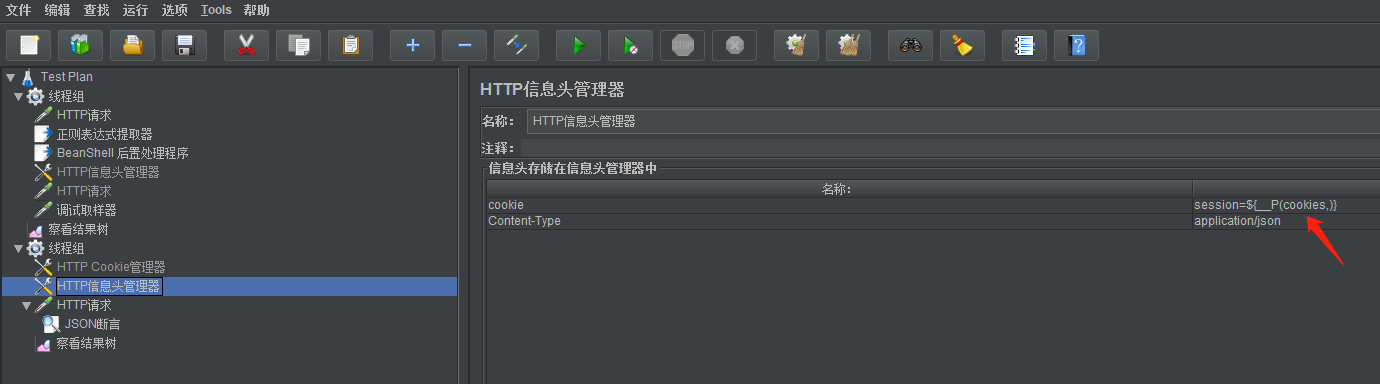 文件 编辑 查找 运行 选项 Tools 帮助
STOP
Test Plan
线程组
HTTP请求
正则表达式提取器
BeanShell 后置处理程序
HTTP信息头管理器
HTTP请求
调试取样器
察看结果树
线程组
HTTP Cookie管理器
HTTP信息头管理器
HTTP请求
JSON断言
察看结果树
HTTP信息头管理器
名称： HTTP信息头管理器
注释：
信息头存储在信息头管理器中
名称：
cookie session=${__P(cookies,)}
Content-Type application/json